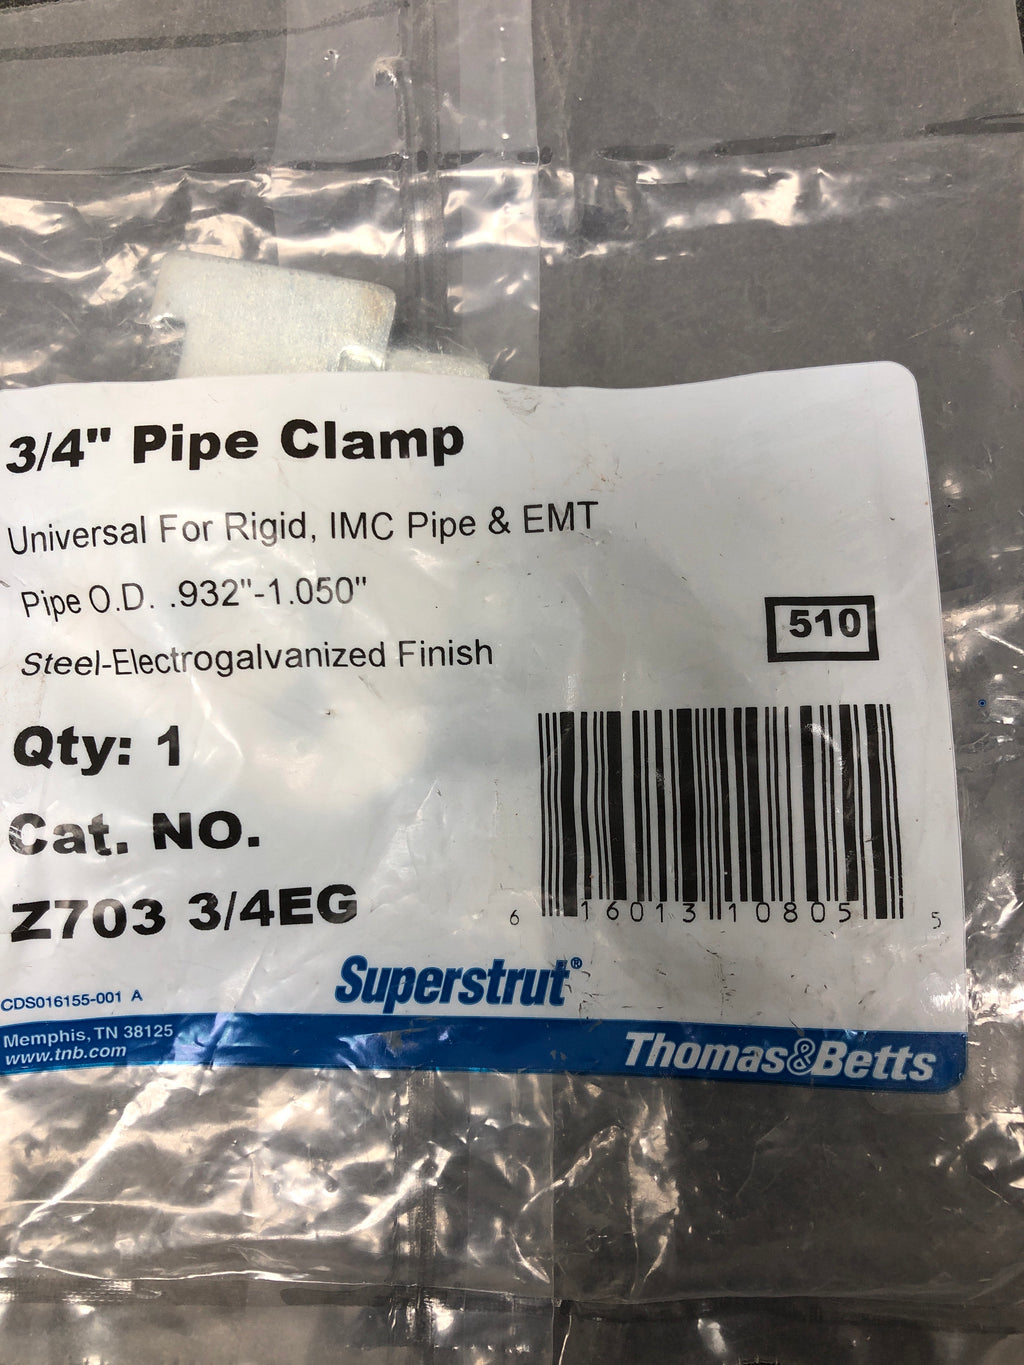 3/4" Pipe Clamp
Universal For Rigid, IMC Pipe & EMT
Pipe O.D. .932"-1.050"
Steel-Electrogalvanized Finish
510
Qty: 1
Cat. NO.
Z703 3/4EG
6 16013 10805 5
Superstrut®
CDS016155-001 A
Memphis, TN 38125
www.tnb.com
Thomas&Betts